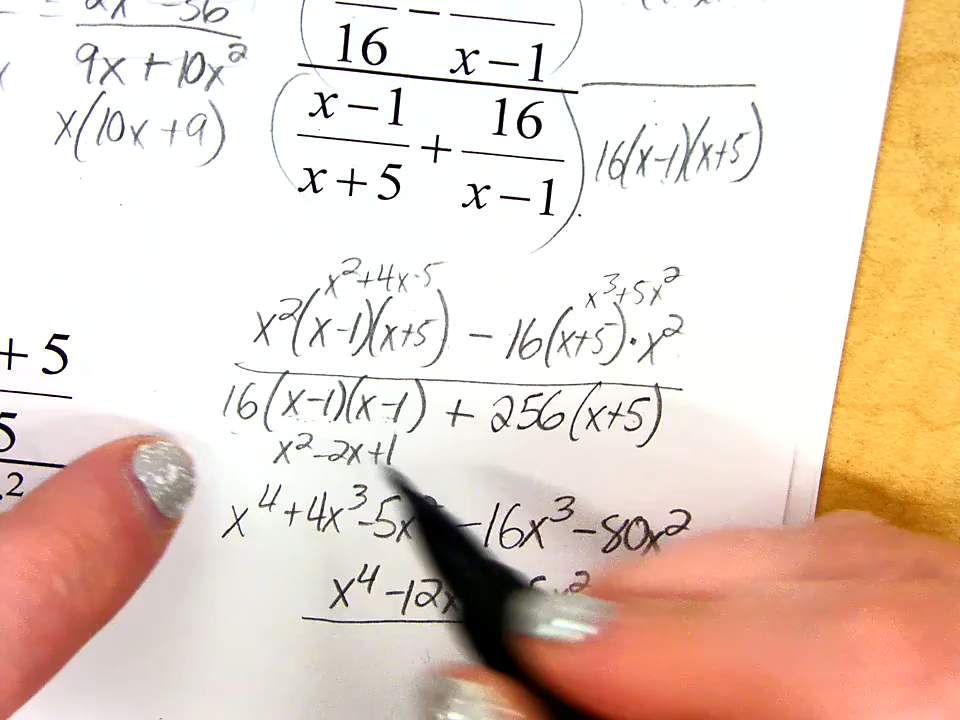 2x - 56
9x + 10x²
x(10x + 9)
16 - x - 1
(x - 1)/(x + 5) + 16/(x - 1)
16(x-1)(x+5)
x²+4x-5
x³+5x²
x²(x-1)(x+5) - 16(x+5)·x²
16(x-1)(x-1) + 256(x+5)
x²-2x+1
+ 5
5
x⁴+4x³-5x - 16x³ - 80x²
x⁴ - 12x